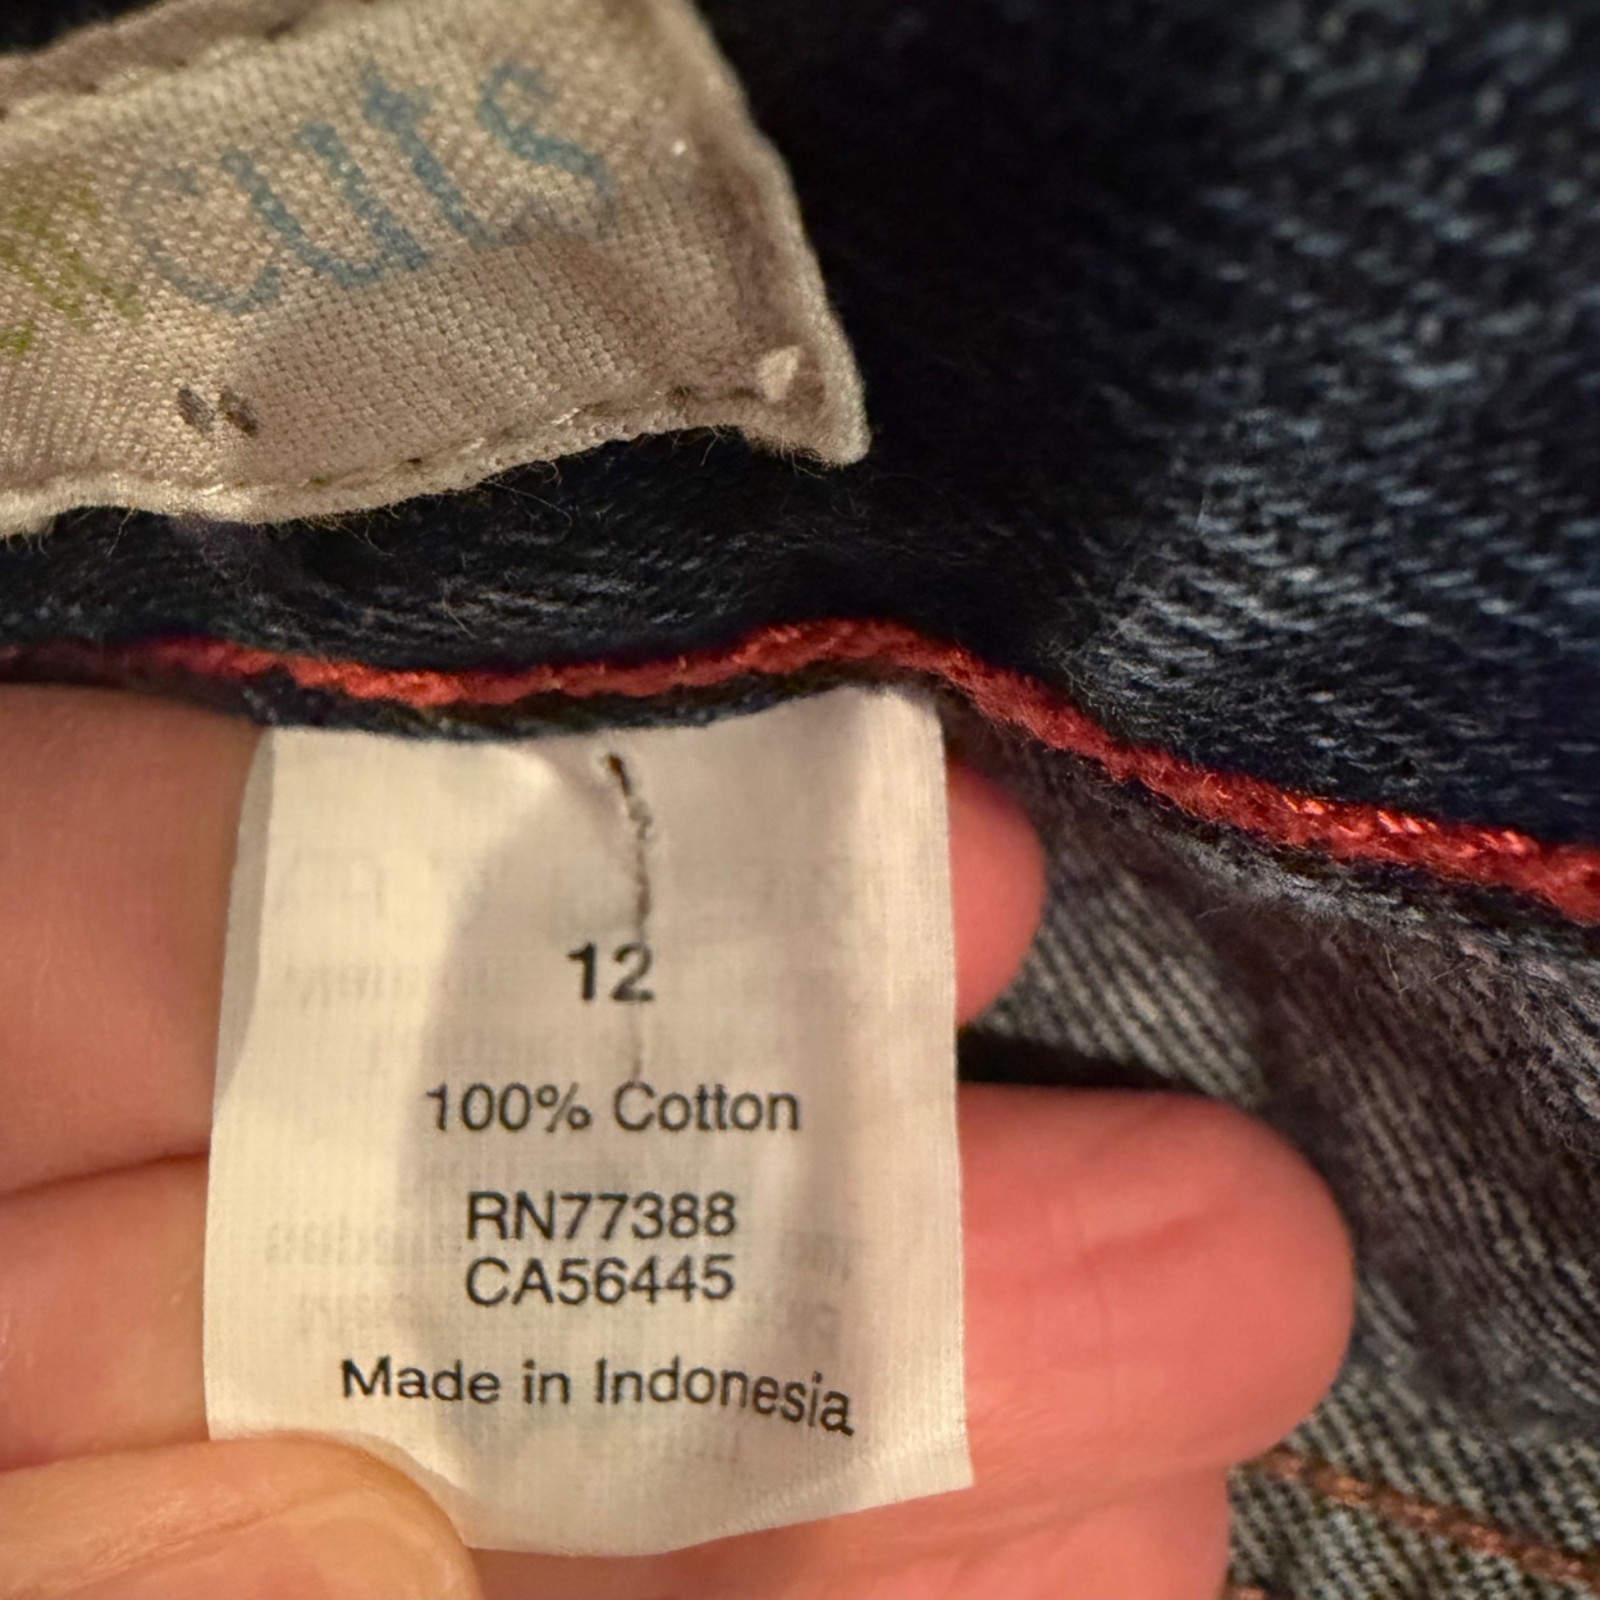 cuts
12
100% Cotton
RN77388
CA56445
Made in Indonesia